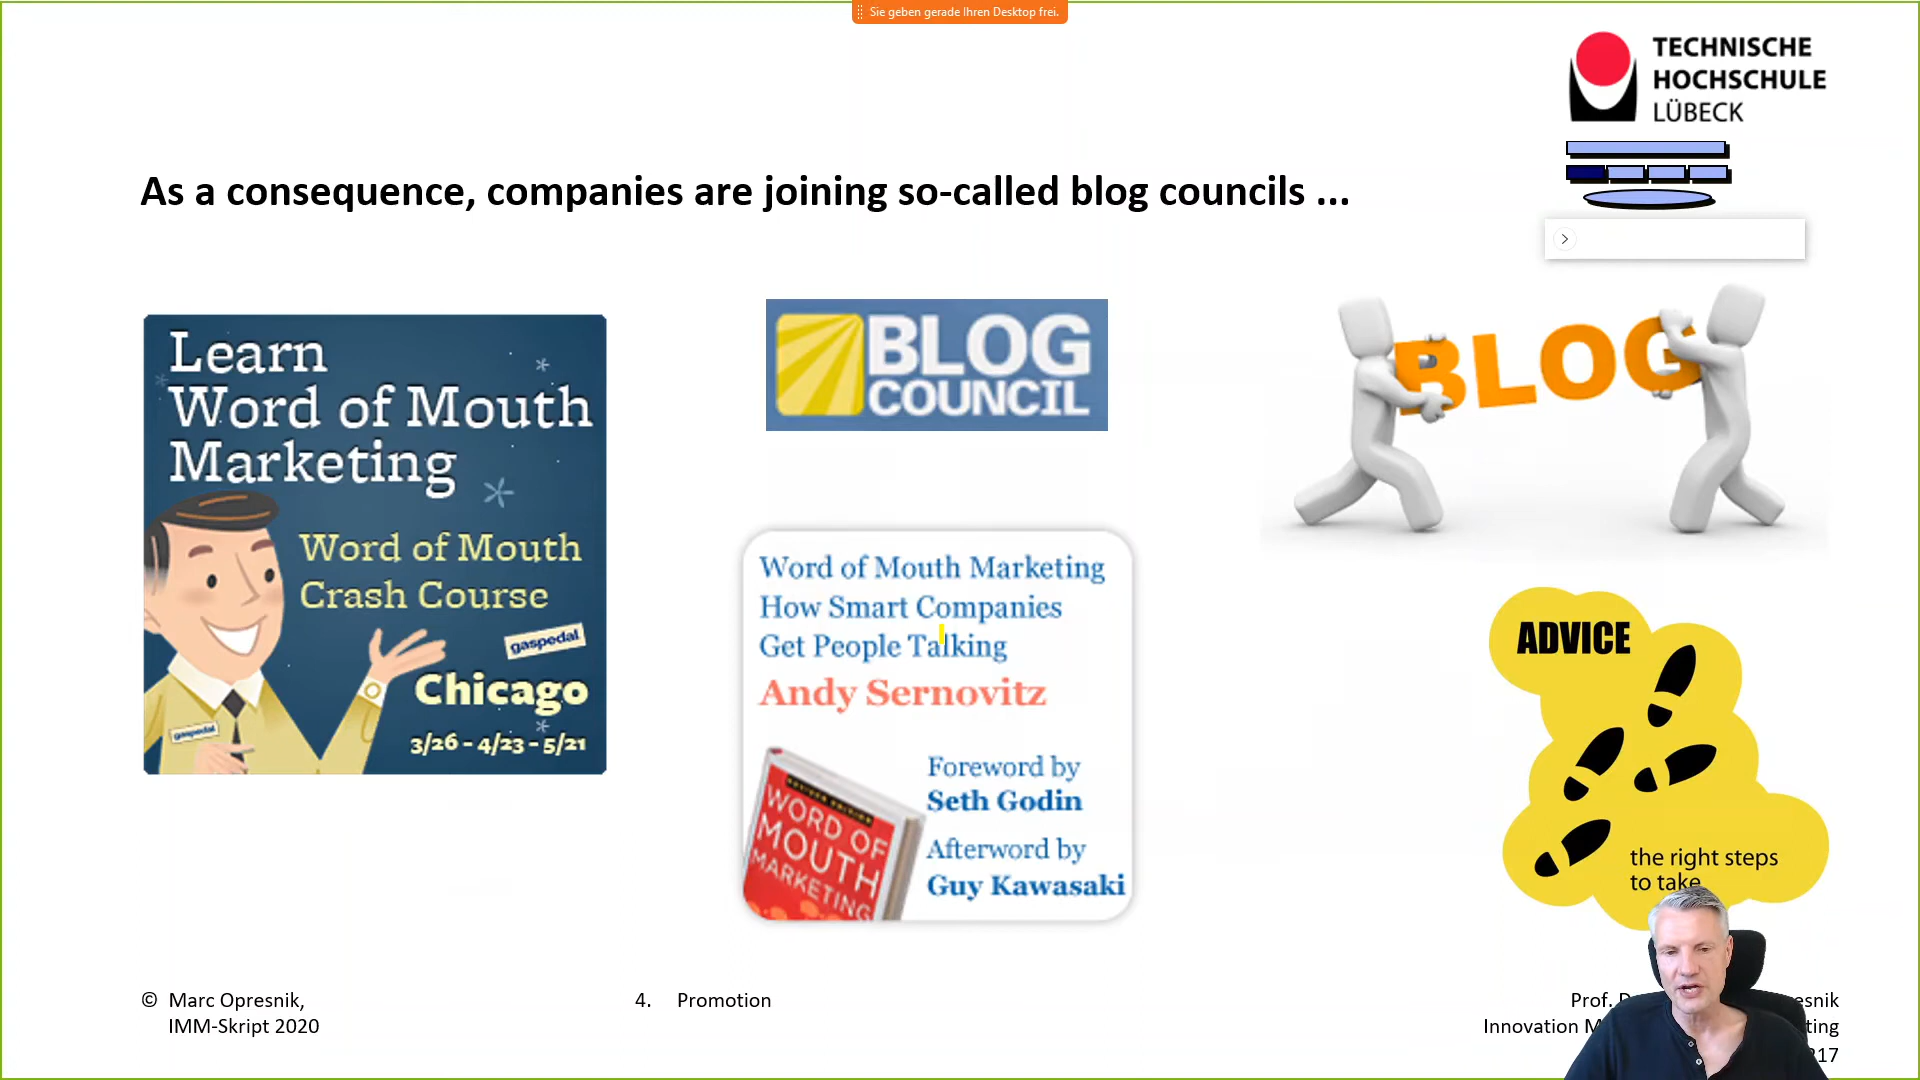 Sie geben gerade Ihren Desktop frei.
TECHNISCHE
HOCHSCHULE
LÜBECK
As a consequence, companies are joining so-called blog councils ...
Learn
Word of Mouth
Marketing
Word of Mouth
Crash Course
gaspedal
Chicago
3/26 - 4/23 - 5/21
gaspedal
BLOG
COUNCIL
Word of Mouth Marketing
How Smart Companies
Get People Talking
Andy Sernovitz
Foreword by
Seth Godin
Afterword by
Guy Kawasaki
REVISED EDITION
WORD OF
MOUTH
MARKETING
BLOG
ADVICE
the right steps
to take
© Marc Opresnik,
IMM-Skript 2020
4. Promotion
Prof.
Innovation